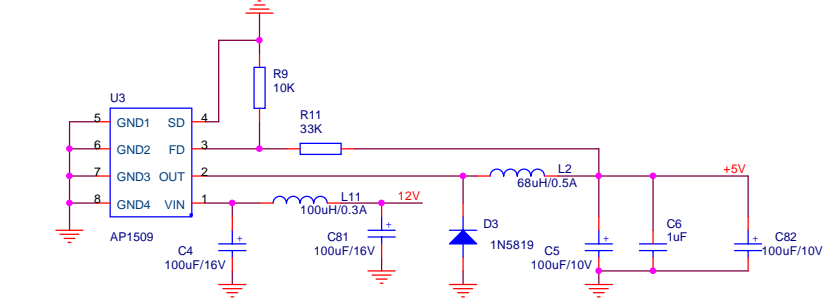 R9
10K
U3
R11
33K
5 GND1 SD 4
6 GND2 FD 3
7 GND3 OUT 2
8 GND4 VIN 1
L2
68uH/0.5A
+5V
L11
100uH/0.3A
12V
AP1509
C4
100uF/16V
C81
100uF/16V
D3
1N5819
C5
100uF/10V
C6
1uF
C82
100uF/10V
+
+
+
+